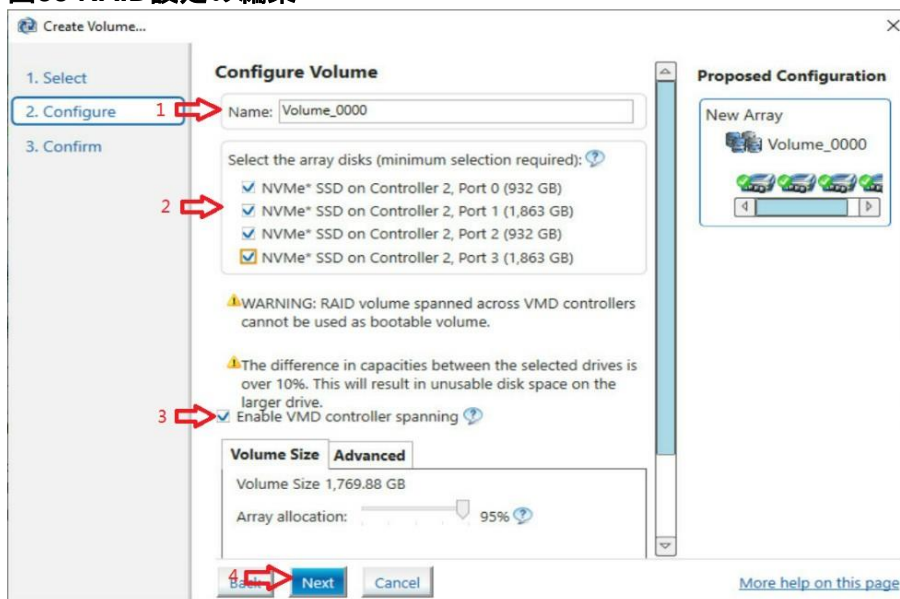 Create Volume...
1. Select
2. Configure
3. Confirm
Configure Volume
1
Name: Volume_0000
Select the array disks (minimum selection required):
NVMe* SSD on Controller 2, Port 0 (932 GB)
2
NVMe* SSD on Controller 2, Port 1 (1,863 GB)
NVMe* SSD on Controller 2, Port 2 (932 GB)
NVMe* SSD on Controller 2, Port 3 (1,863 GB)
WARNING: RAID volume spanned across VMD controllers
cannot be used as bootable volume.
The difference in capacities between the selected drives is
over 10%. This will result in unusable disk space on the
larger drive.
3
Enable VMD controller spanning
Volume Size Advanced
Volume Size 1,769.88 GB
Array allocation: 95%
4
Back Next Cancel
Proposed Configuration
New Array
Volume_0000
More help on this page